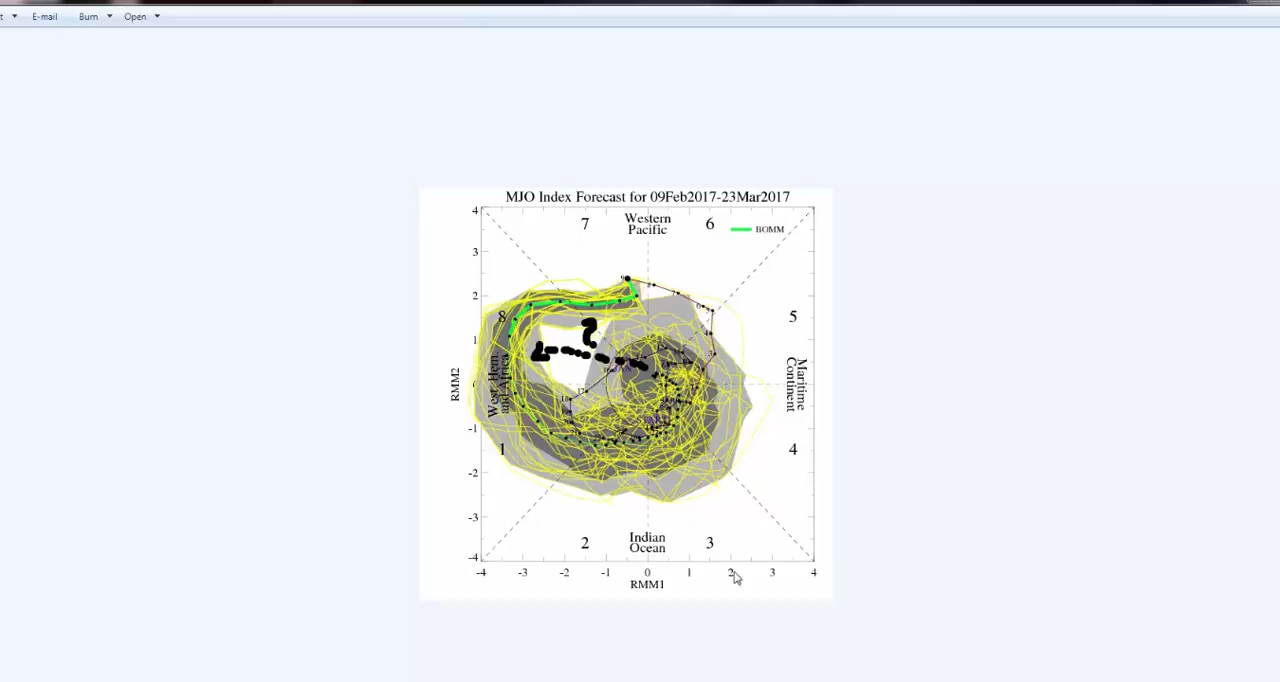 t E-mail Burn Open
MJO Index Forecast for 09Feb2017-23Mar2017
7 Western Pacific 6
BOMM
8
5
West. Hem. and Africa
Maritime Continent
1
4
2 Indian Ocean 3
4
3
2
1
-1
-2
-3
-4
RMM2
-4 -3 -2 -1 0 1 2 3 4
RMM1